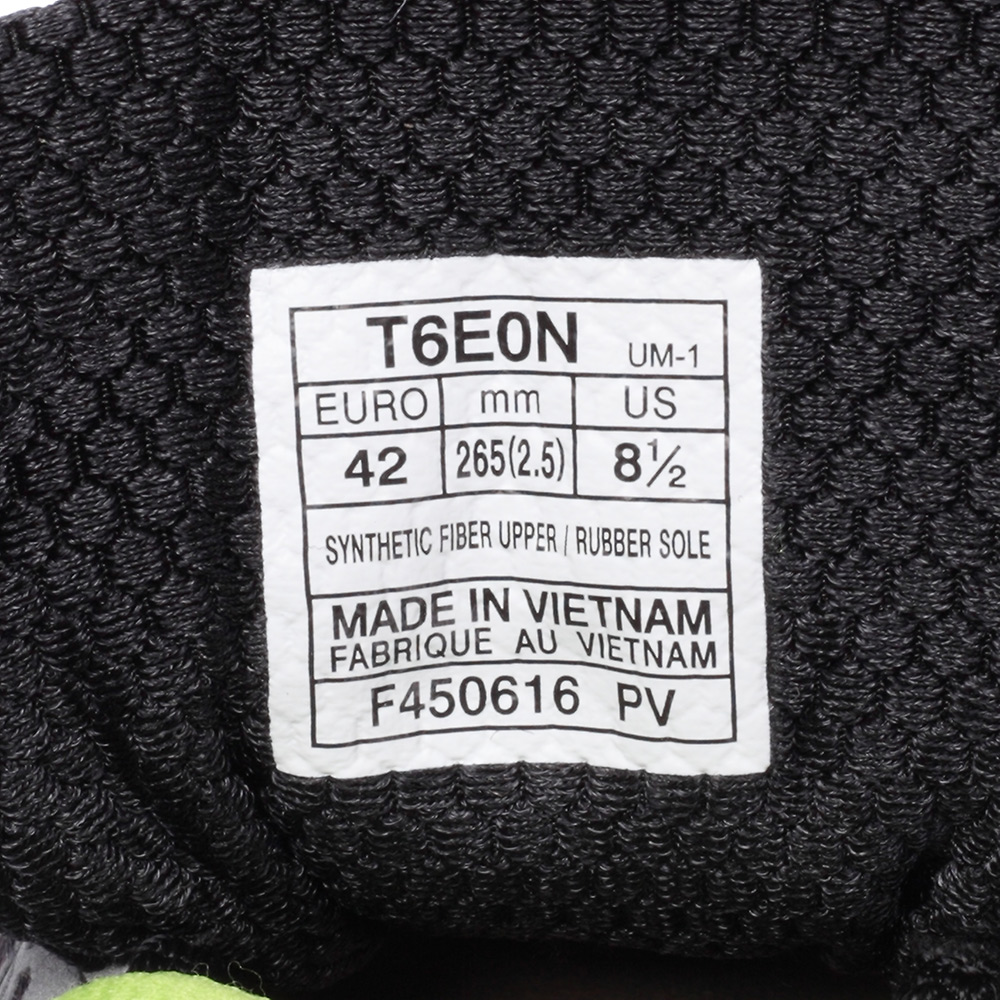 T6E0N UM-1
EURO mm US
42 265(2.5) 8½
SYNTHETIC FIBER UPPER / RUBBER SOLE
MADE IN VIETNAM
FABRIQUE AU VIETNAM
F450616 PV